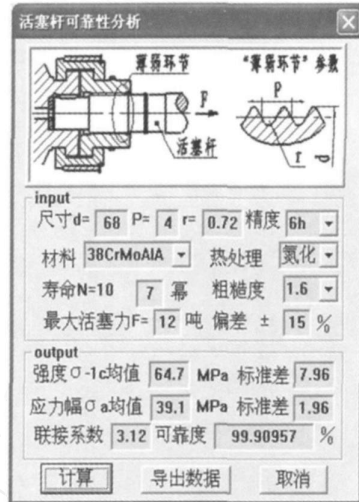 活塞杆可靠性分析
薄弱环节
"薄弱环节"参数
F
P
活塞杆
r
d
input
尺寸d= 68 P= 4 r= 0.72 精度 6h
材料 38CrMoAlA 热处理 氮化
寿命N=10 7 幂 粗糙度 1.6
最大活塞力F= 12 吨 偏差 ± 15 %
output
强度σ-1c均值 64.7 MPa 标准差 7.96
应力幅σa均值 39.1 MPa 标准差 1.96
联接系数 3.12 可靠度 99.90957 %
计算 导出数据 取消